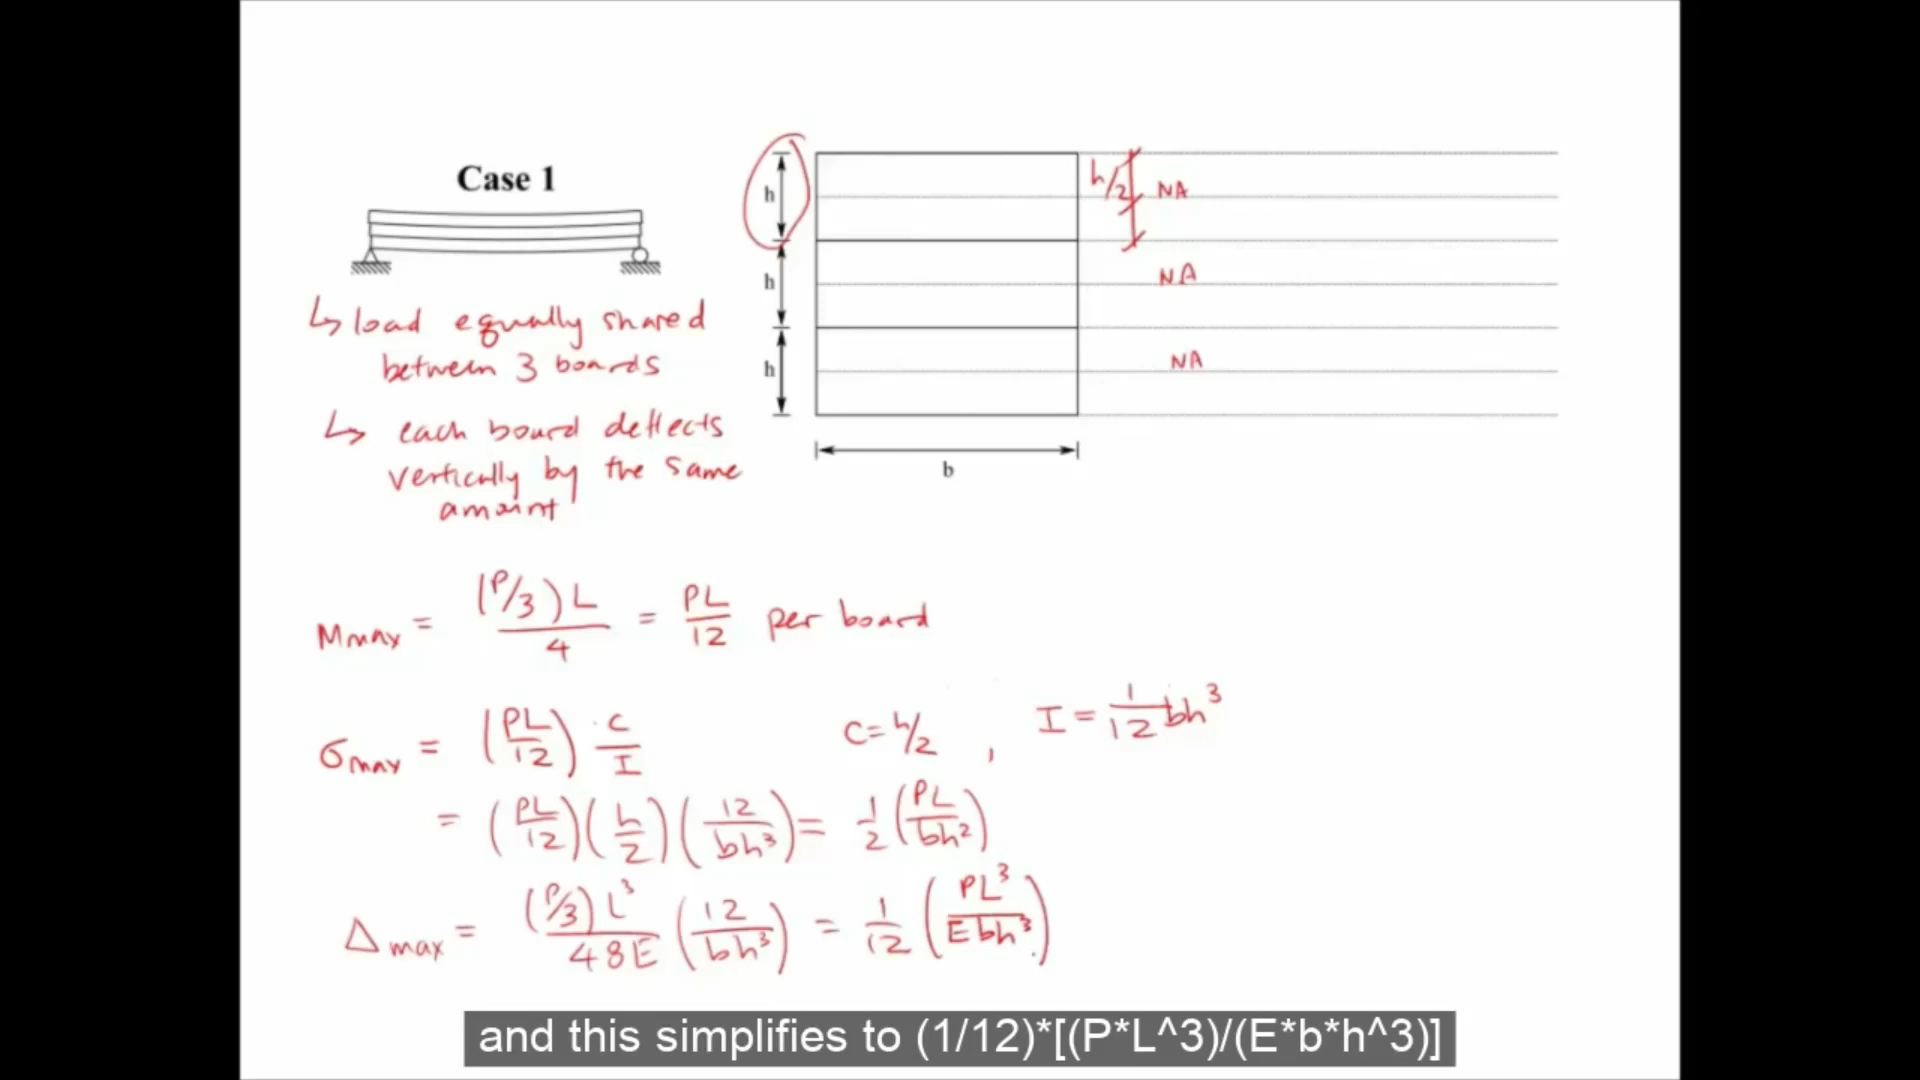 Case 1
h
h
h
b
h/2
NA
NA
NA
↳ load equally shared
between 3 boards
↳ each board deflects
vertically by the same
amount
Mmax = (P/3)L / 4 = PL/12 per board
σmax = (PL/12) · c/I    c = h/2 , I = 1/12 bh³
= (PL/12)(h/2)(12/bh³) = 1/2 (PL/bh²)
Δmax = (P/3)L³ / 48E (12/bh³) = 1/12 (PL³/Ebh³)
and this simplifies to (1/12)*[(P*L^3)/(E*b*h^3)]